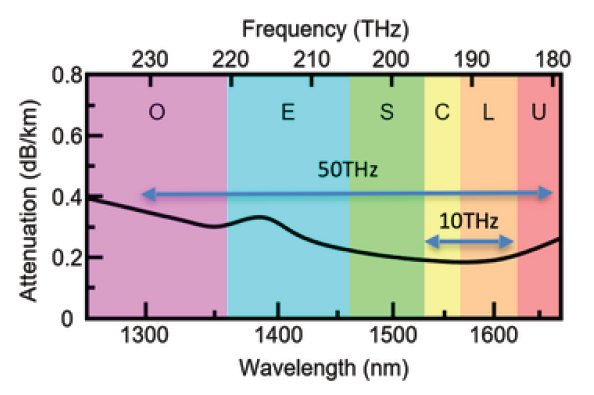 Frequency (THz)
230 220 210 200 190 180
Attenuation (dB/km)
0.8
0.6
0.4
0.2
0
O E S C L U
50THz
10THz
1300 1400 1500 1600
Wavelength (nm)